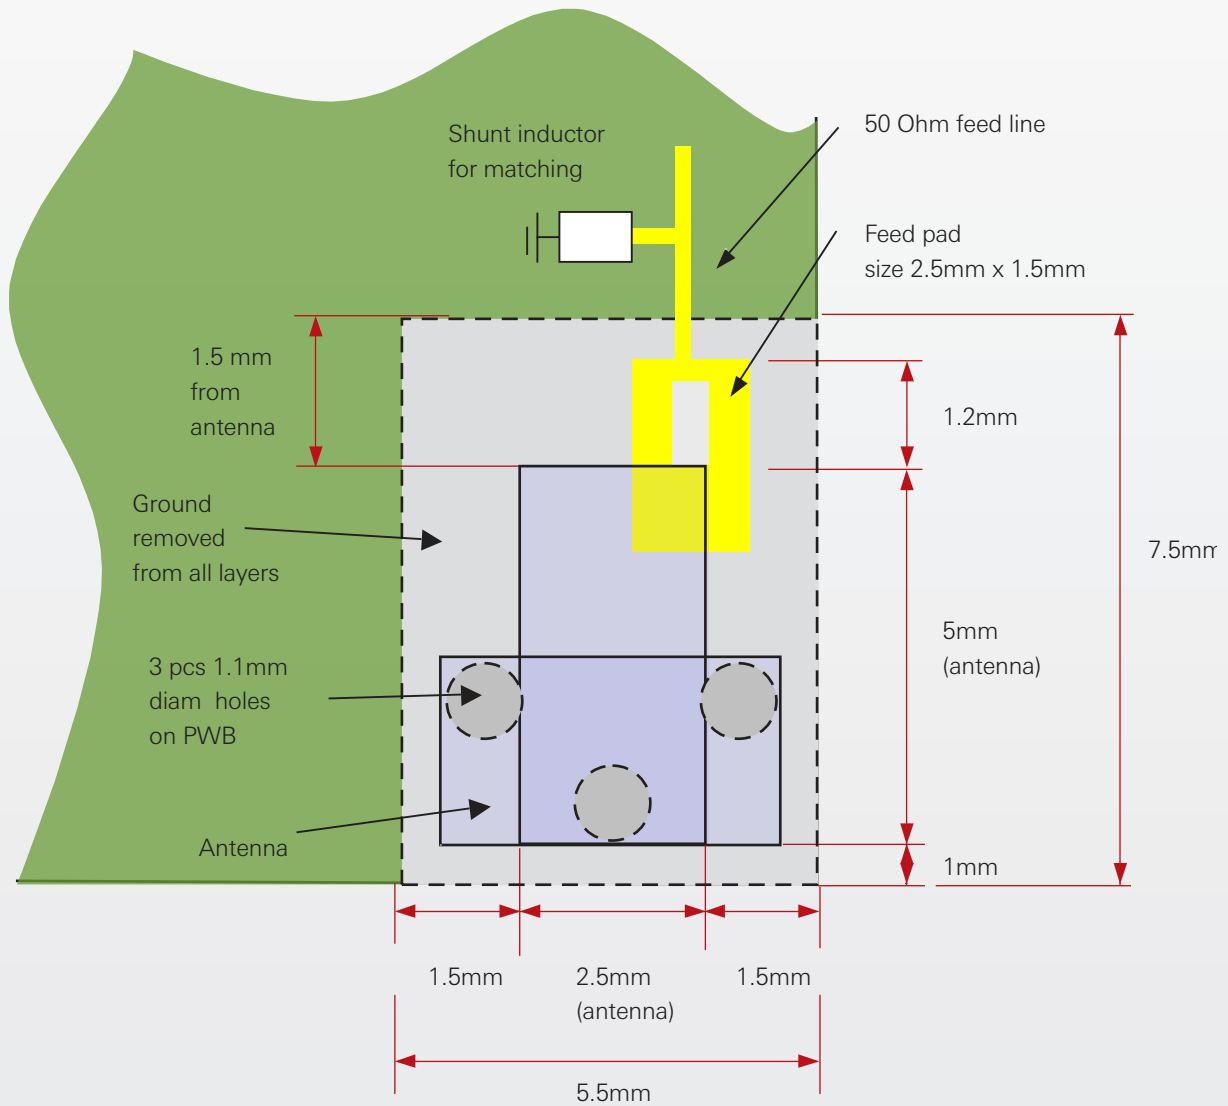 Shunt inductor
for matching
50 Ohm feed line
Feed pad
size 2.5mm x 1.5mm
1.5 mm
from
antenna
1.2mm
Ground
removed
from all layers
7.5mm
5mm
(antenna)
3 pcs 1.1mm
diam holes
on PWB
Antenna
1mm
1.5mm
2.5mm
(antenna)
1.5mm
5.5mm